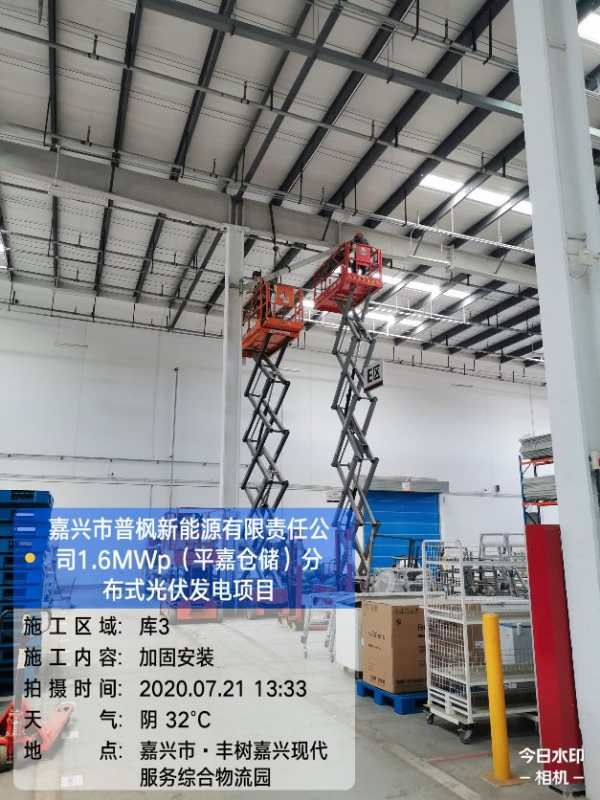 E区
嘉兴市普枫新能源有限责任公
司1.6MWp（平嘉仓储）分
布式光伏发电项目
施工区域: 库3
施工内容: 加固安装
拍摄时间: 2020.07.21 13:33
天气: 阴 32°C
地点: 嘉兴市·丰树嘉兴现代
服务综合物流园
今日水印
－相机－